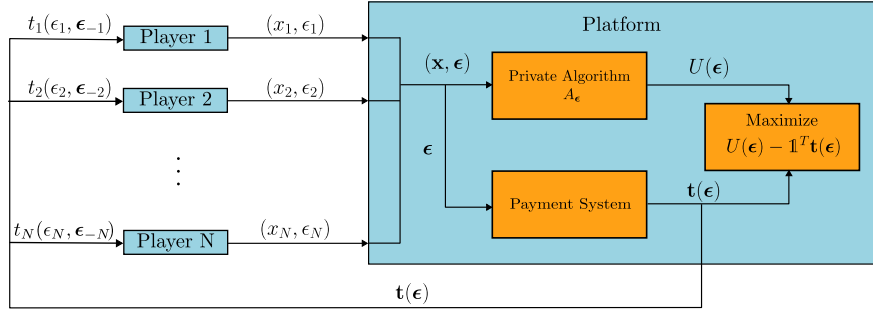 Platform
t₁(ϵ₁, ϵ₋₁)
Player 1
(x₁, ϵ₁)
t₂(ϵ₂, ϵ₋₂)
Player 2
(x₂, ϵ₂)
⋮
t_N(ϵ_N, ϵ₋N)
Player N
(x_N, ϵ_N)
(x, ϵ)
ϵ
Private Algorithm
A_ϵ
U(ϵ)
Payment System
t(ϵ)
Maximize
U(ϵ) − 𝟙ᵀt(ϵ)
t(ϵ)